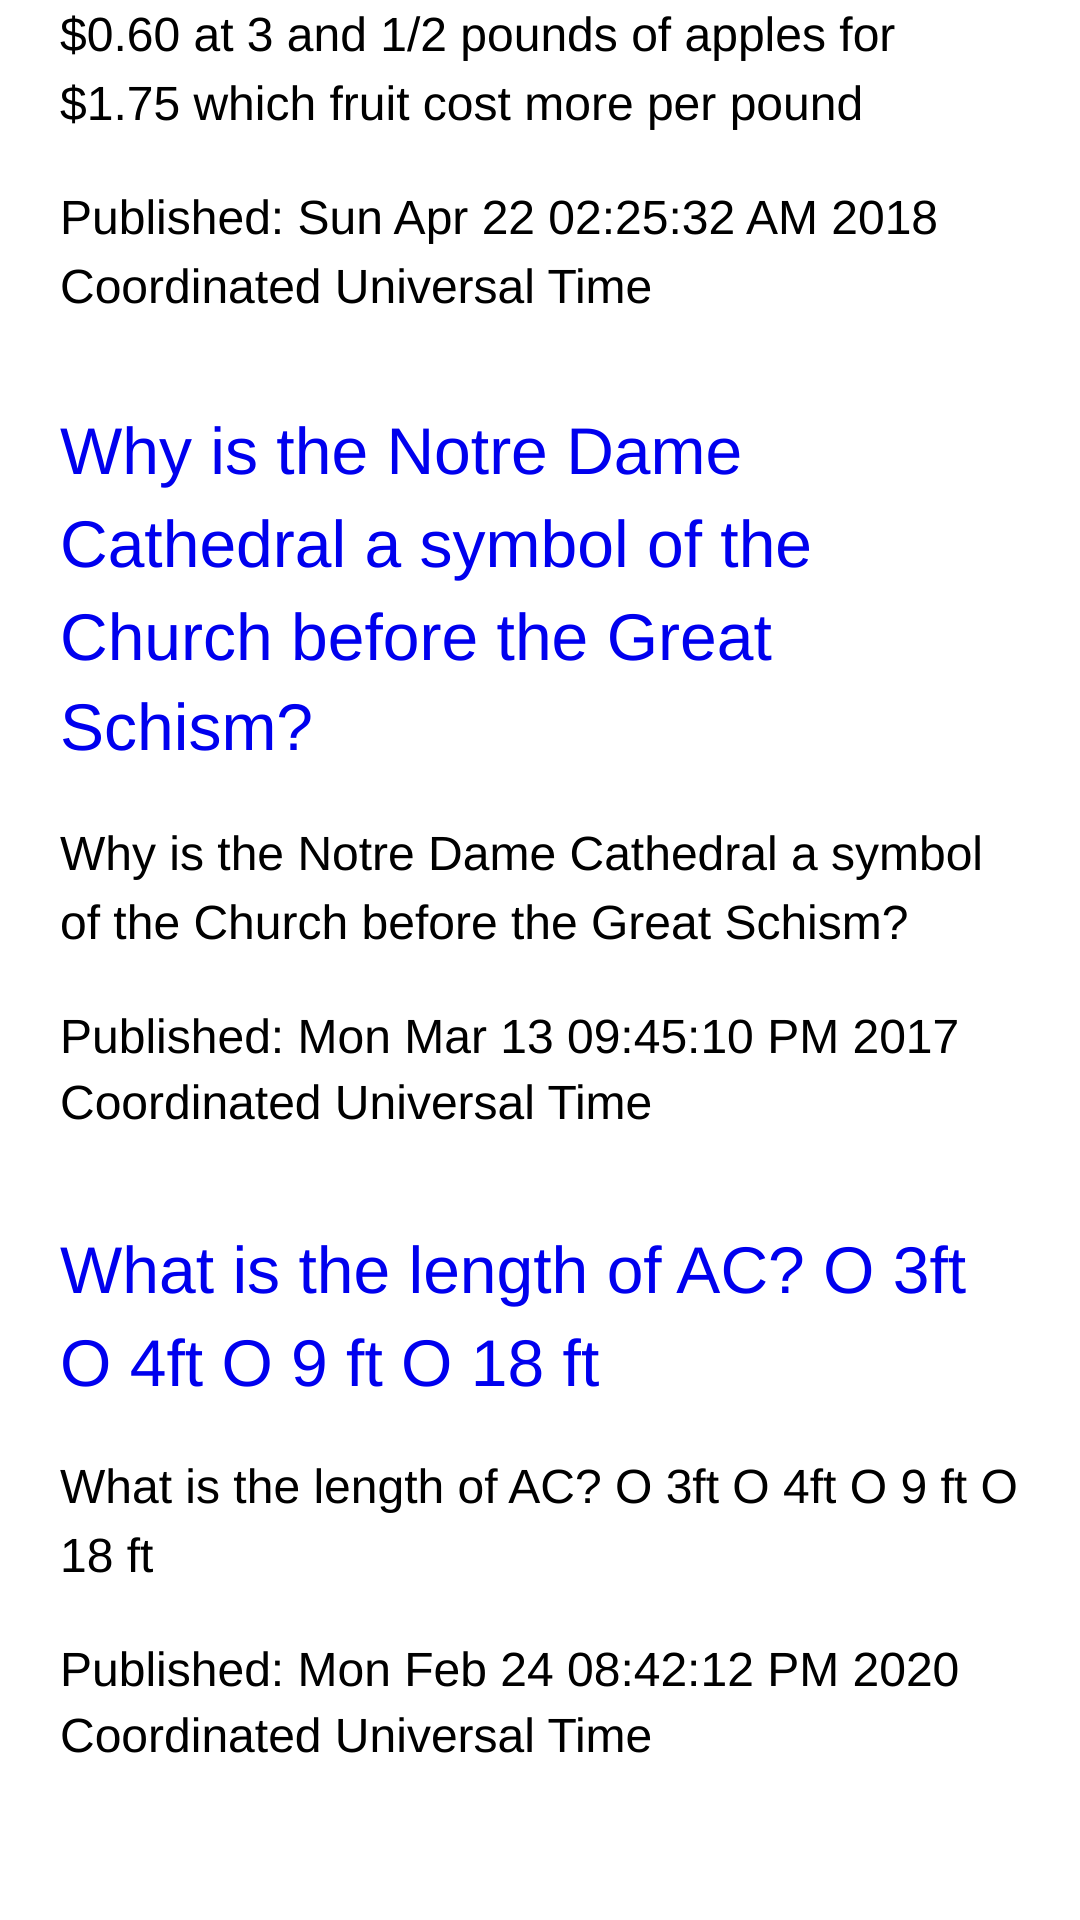 $0.60 at 3 and 1/2 pounds of apples for
$1.75 which fruit cost more per pound
Published: Sun Apr 22 02:25:32 AM 2018
Coordinated Universal Time
Why is the Notre Dame
Cathedral a symbol of the
Church before the Great
Schism?
Why is the Notre Dame Cathedral a symbol
of the Church before the Great Schism?
Published: Mon Mar 13 09:45:10 PM 2017
Coordinated Universal Time
What is the length of AC? O 3ft
O 4ft O 9 ft O 18 ft
What is the length of AC? O 3ft O 4ft O 9 ft O
18 ft
Published: Mon Feb 24 08:42:12 PM 2020
Coordinated Universal Time